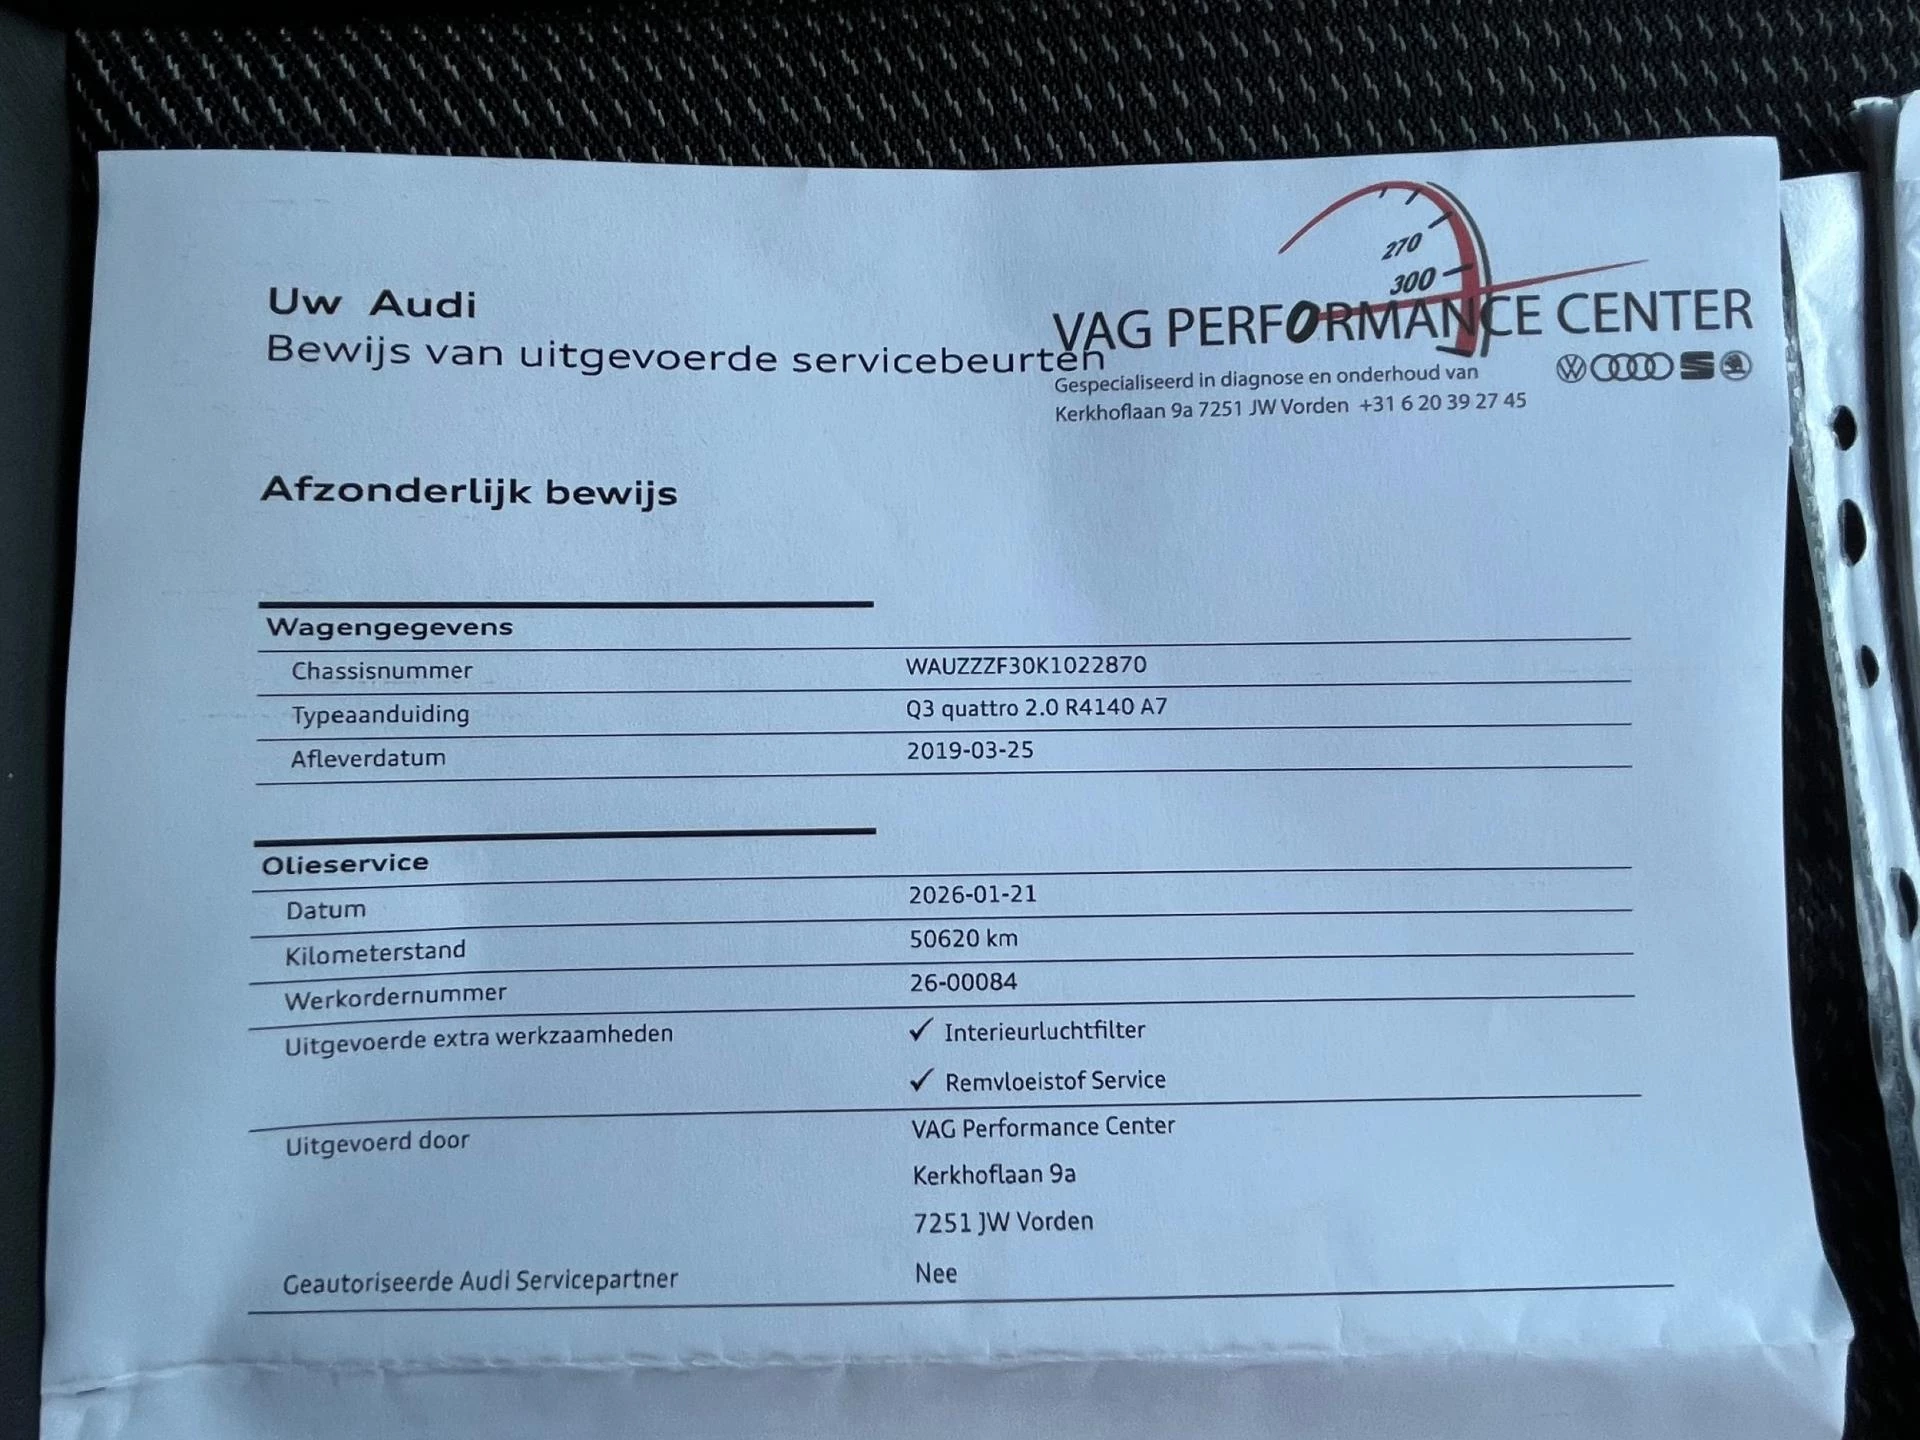 270
300
VAG PERFORMANCE CENTER
Gespecialiseerd in diagnose en onderhoud van
Kerkhoflaan 9a 7251 JW Vorden +31 6 20 39 27 45
Uw Audi
Bewijs van uitgevoerde servicebeurten
Afzonderlijk bewijs
Wagengegevens
Chassisnummer WAUZZZF30K1022870
Typeaanduiding Q3 quattro 2.0 R4140 A7
Afleverdatum 2019-03-25
Olieservice
Datum 2026-01-21
Kilometerstand 50620 km
Werkordernummer 26-00084
Uitgevoerde extra werkzaamheden ✓ Interieurluchtfilter
✓ Remvloeistof Service
Uitgevoerd door VAG Performance Center
Kerkhoflaan 9a
7251 JW Vorden
Geautoriseerde Audi Servicepartner Nee